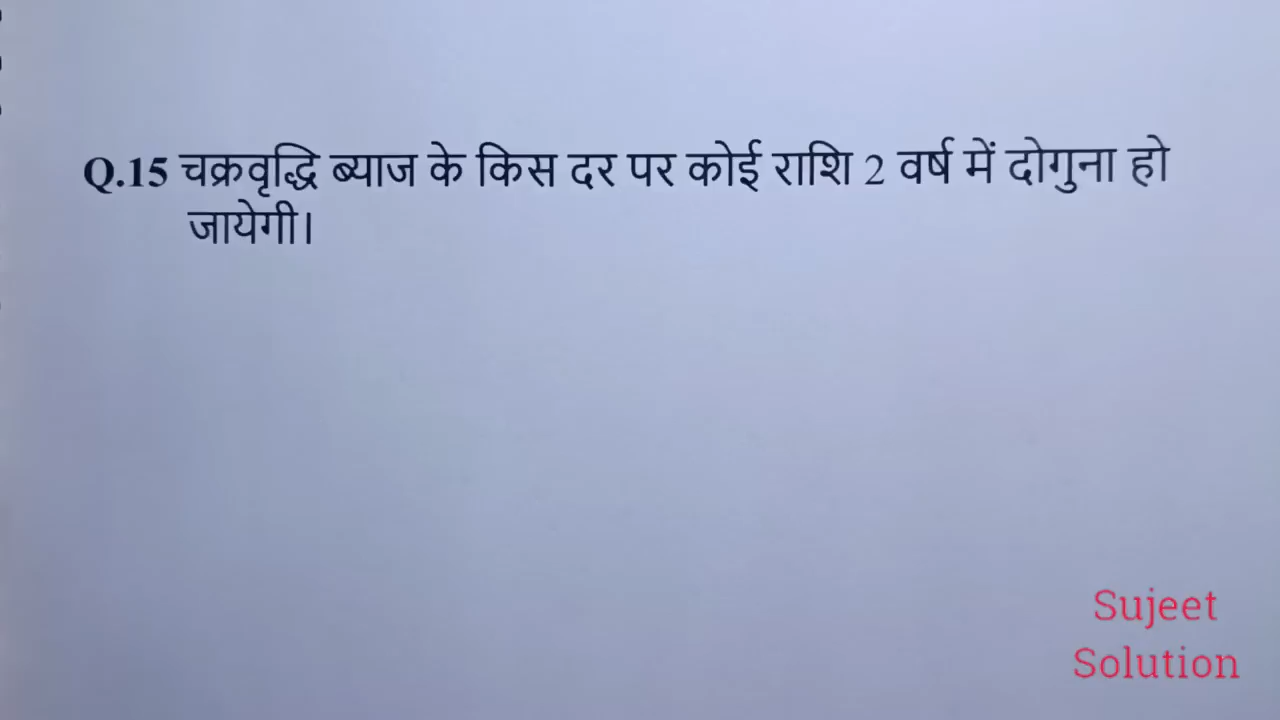 Q.15 चक्रवृद्धि ब्याज के किस दर पर कोई राशि 2 वर्ष में दोगुना हो
जायेगी।
Sujeet
Solution